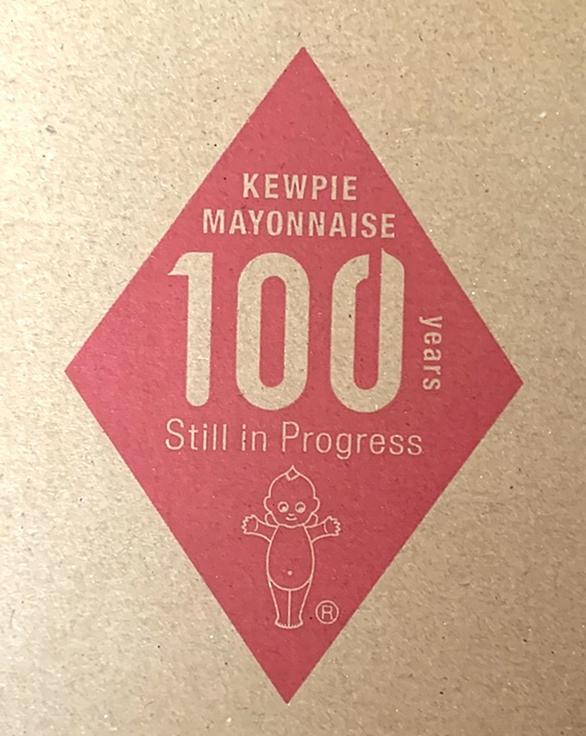 KEWPIE
MAYONNAISE
100
years
Still in Progress
®